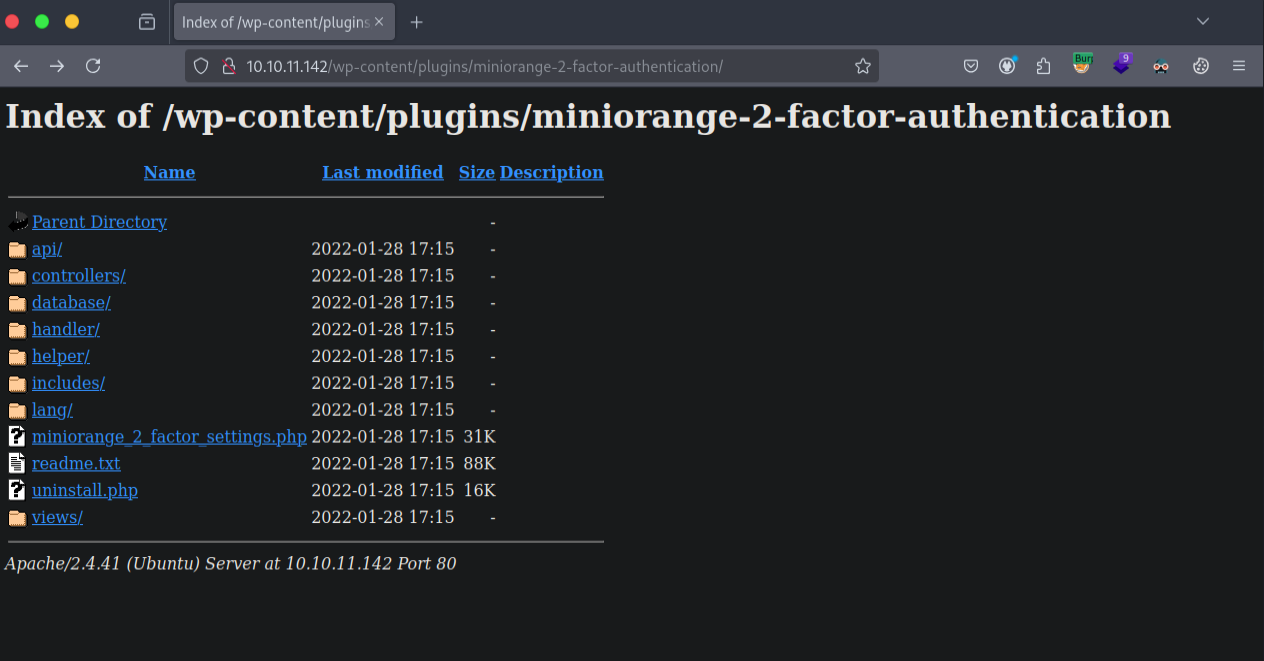 Index of /wp-content/plugins
10.10.11.142/wp-content/plugins/miniorange-2-factor-authentication/
Burp
9
Index of /wp-content/plugins/miniorange-2-factor-authentication
Name Last modified Size Description
Parent Directory -
api/ 2022-01-28 17:15 -
controllers/ 2022-01-28 17:15 -
database/ 2022-01-28 17:15 -
handler/ 2022-01-28 17:15 -
helper/ 2022-01-28 17:15 -
includes/ 2022-01-28 17:15 -
lang/ 2022-01-28 17:15 -
miniorange_2_factor_settings.php 2022-01-28 17:15 31K
readme.txt 2022-01-28 17:15 88K
uninstall.php 2022-01-28 17:15 16K
views/ 2022-01-28 17:15 -
Apache/2.4.41 (Ubuntu) Server at 10.10.11.142 Port 80